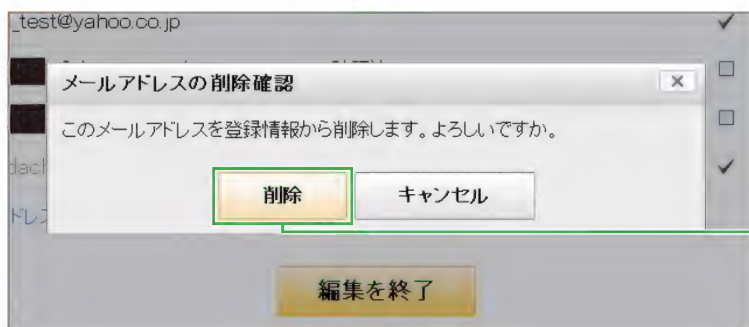 _test@yahoo.co.jp
メールアドレスの削除確認
このメールアドレスを登録情報から削除します。よろしいですか。
削除 キャンセル
編集を終了